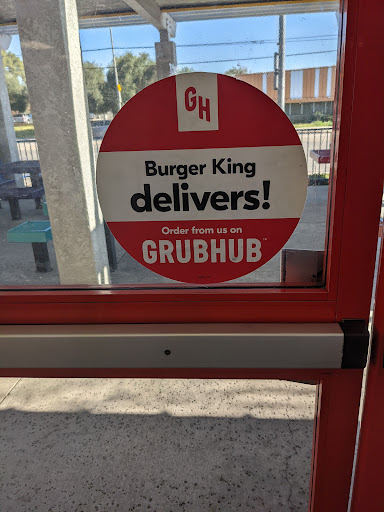 GH
Burger King
delivers!
Order from us on
GRUBHUB